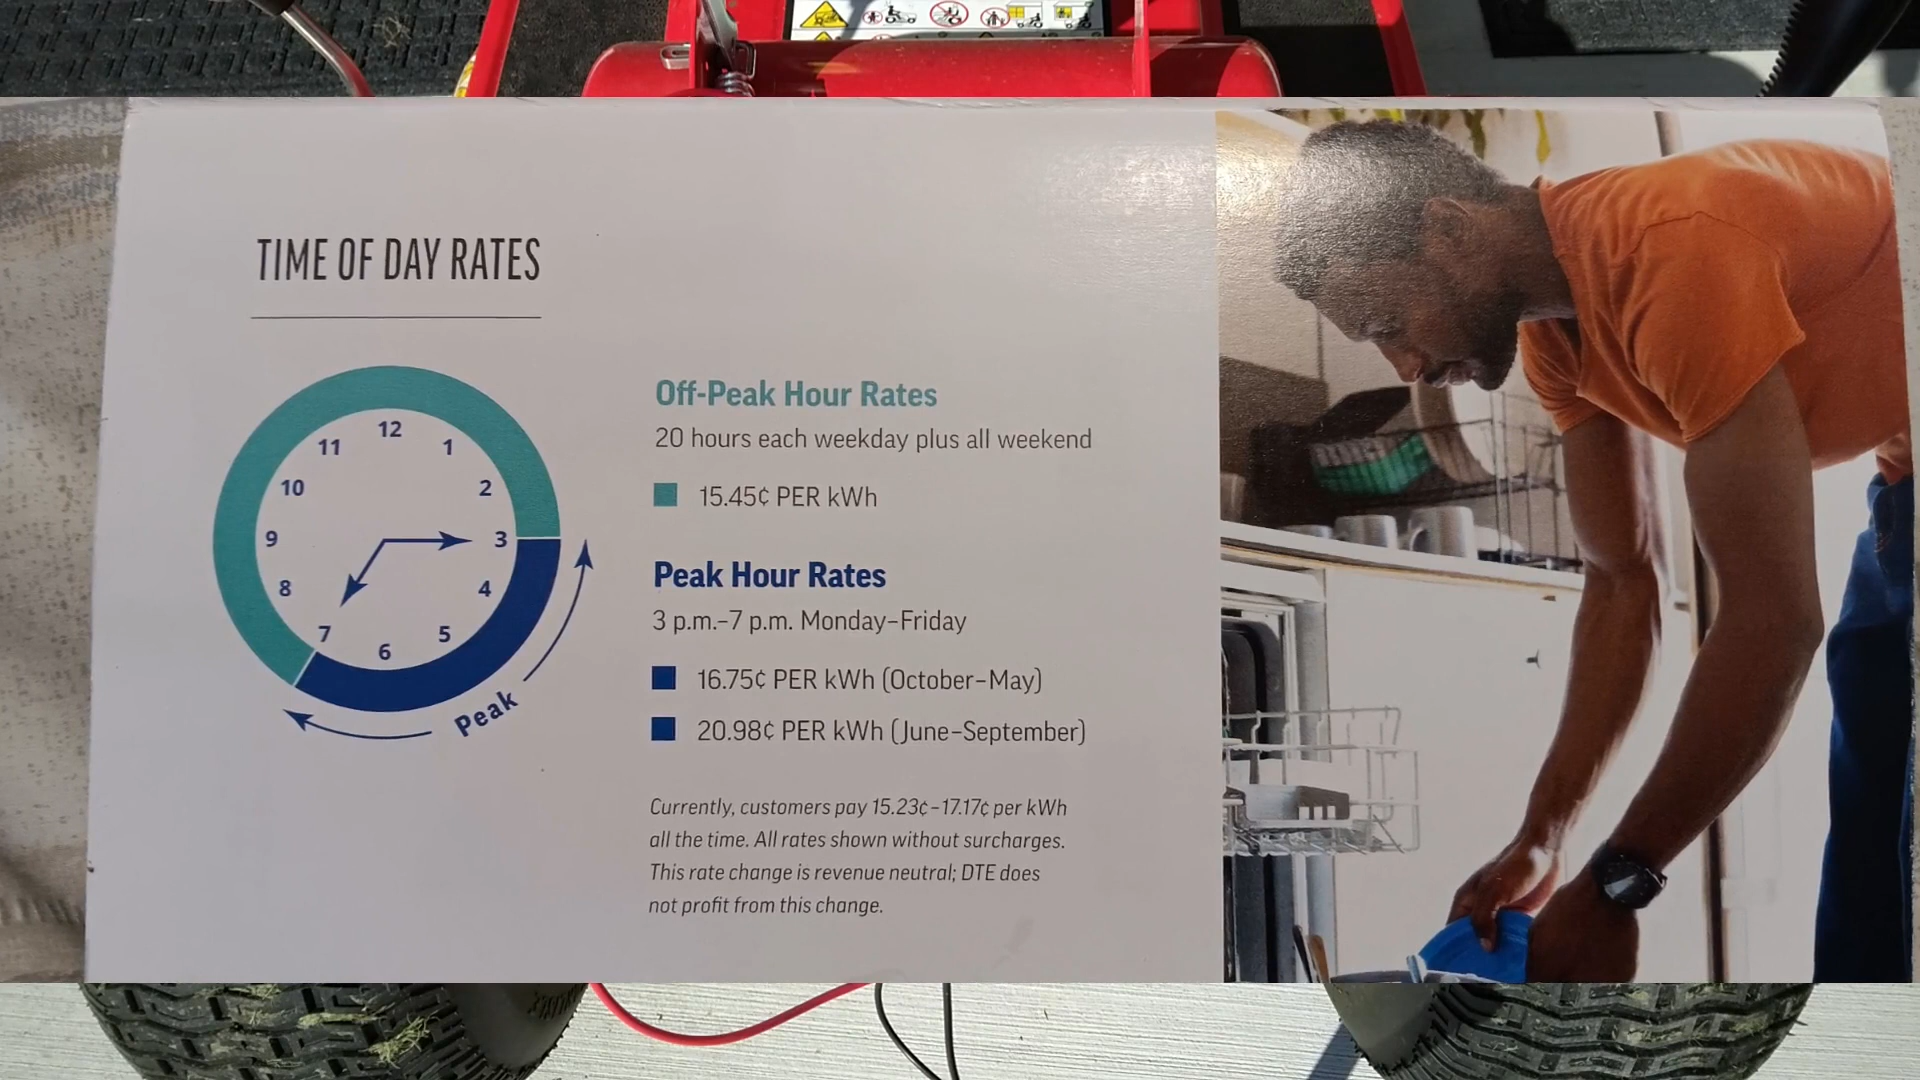 TIME OF DAY RATES
12
11
1
10
2
9
3
8
4
7
5
6
Peak
Off-Peak Hour Rates
20 hours each weekday plus all weekend
15.45¢ PER kWh
Peak Hour Rates
3 p.m.–7 p.m. Monday–Friday
16.75¢ PER kWh (October–May)
20.98¢ PER kWh (June–September)
Currently, customers pay 15.23¢–17.17¢ per kWh
all the time. All rates shown without surcharges.
This rate change is revenue neutral; DTE does
not profit from this change.